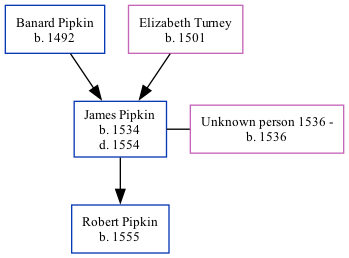 Banard Pipkin
b. 1492
Elizabeth Turney
b. 1501
James Pipkin
b. 1534
d. 1554
Unknown person 1536 -
b. 1536
Robert Pipkin
b. 1555